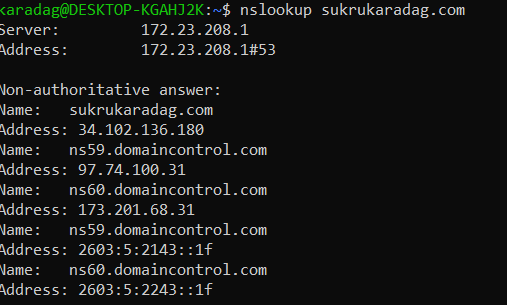 karadag@DESKTOP-KGAHJ2K:~$ nslookup sukrukaradag.com
Server:         172.23.208.1
Address:        172.23.208.1#53

Non-authoritative answer:
Name:   sukrukaradag.com
Address: 34.102.136.180
Name:   ns59.domaincontrol.com
Address: 97.74.100.31
Name:   ns60.domaincontrol.com
Address: 173.201.68.31
Name:   ns59.domaincontrol.com
Address: 2603:5:2143::1f
Name:   ns60.domaincontrol.com
Address: 2603:5:2243::1f